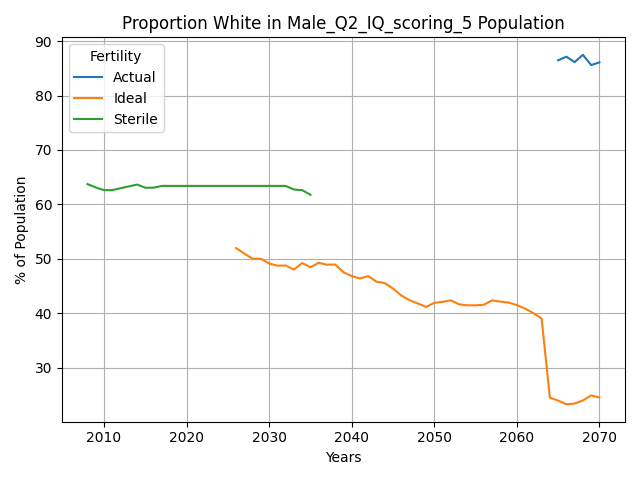 Proportion White in Male_Q2_IQ_scoring_5 Population
% of Population
90
80
70
60
50
40
30
Fertility
Actual
Ideal
Sterile
2010 2020 2030 2040 2050 2060 2070
Years